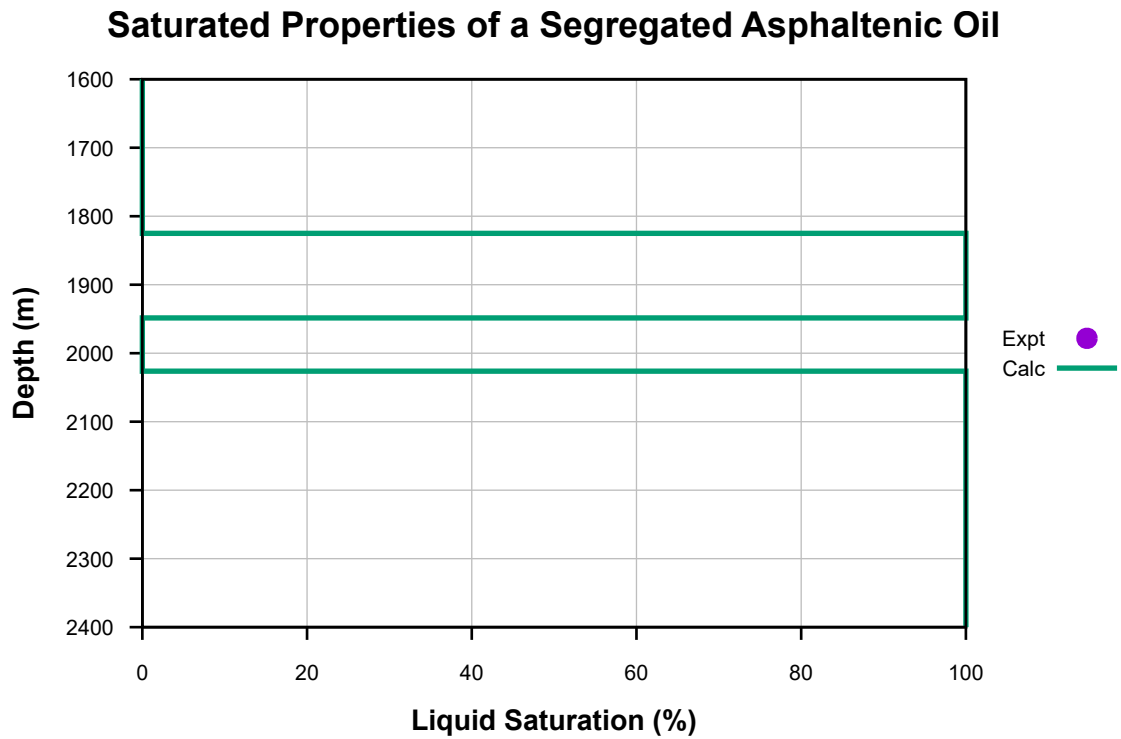 Saturated Properties of a Segregated Asphaltenic Oil
1600
1700
1800
1900
2000
2100
2200
2300
2400
Depth (m)
0 20 40 60 80 100
Liquid Saturation (%)
Expt
Calc